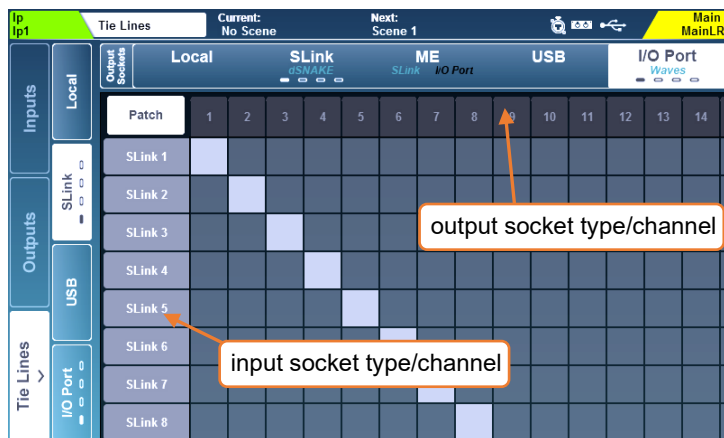 Ip
Ip1
Tie Lines
Current:
No Scene
Next:
Scene 1
Main
MainLR
Inputs
Outputs
Tie Lines
Local
SLink
USB
I/O Port
Output
Sockets
Local
SLink
dSNAKE
ME
SLink I/O Port
USB
I/O Port
Waves
Patch 1 2 3 4 5 6 7 8 9 10 11 12 13 14
SLink 1
SLink 2
SLink 3
SLink 4
SLink 5
SLink 6
SLink 7
SLink 8
output socket type/channel
input socket type/channel